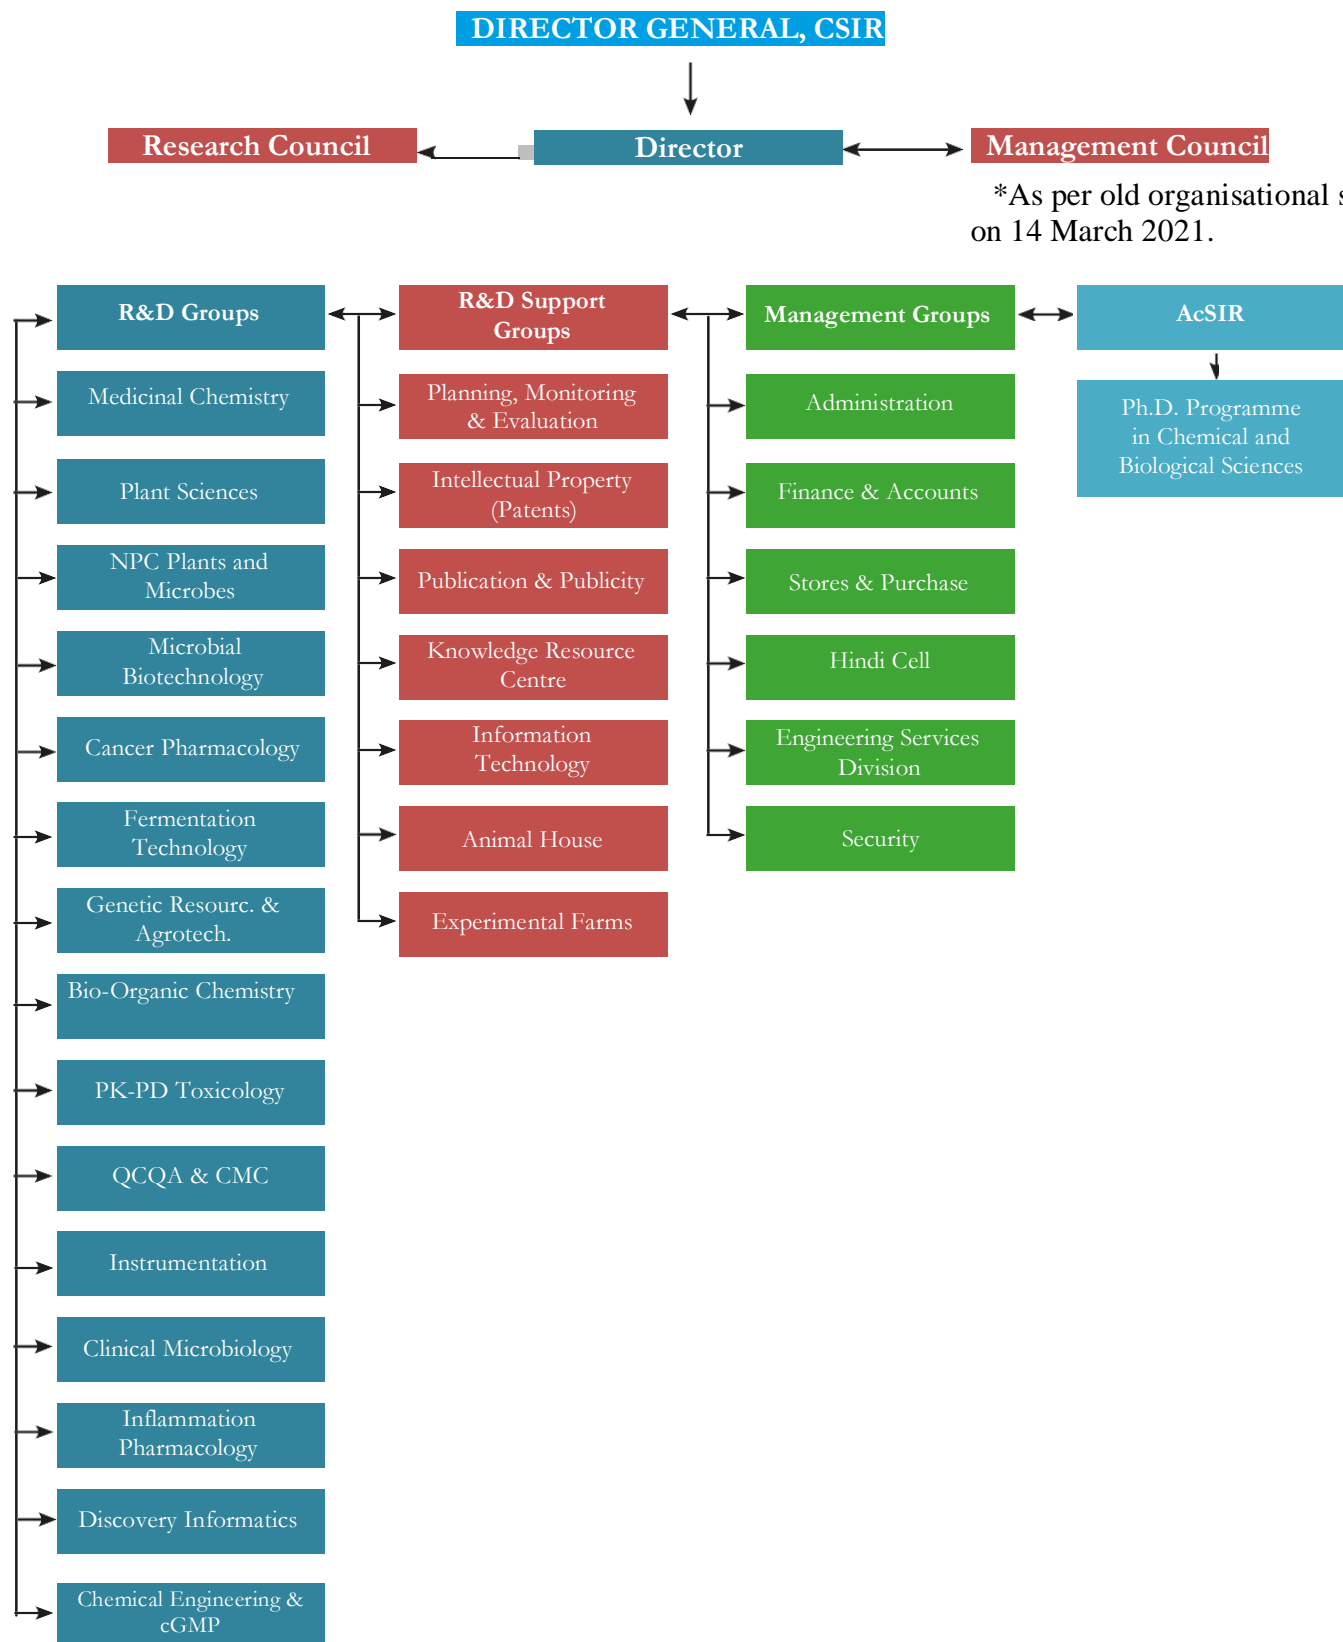 DIRECTOR GENERAL, CSIR
Research Council
Director
Management Council
*As per old organisational s
on 14 March 2021.
R&D Groups
Medicinal Chemistry
Plant Sciences
NPC Plants and
Microbes
Microbial
Biotechnology
Cancer Pharmacology
Fermentation
Technology
Genetic Resourc. &
Agrotech.
Bio-Organic Chemistry
PK-PD Toxicology
QCQA & CMC
Instrumentation
Clinical Microbiology
Inflammation
Pharmacology
Discovery Informatics
Chemical Engineering &
cGMP
R&D Support
Groups
Planning, Monitoring
& Evaluation
Intellectual Property
(Patents)
Publication & Publicity
Knowledge Resource
Centre
Information
Technology
Animal House
Experimental Farms
Management Groups
Administration
Finance & Accounts
Stores & Purchase
Hindi Cell
Engineering Services
Division
Security
AcSIR
Ph.D. Programme
in Chemical and
Biological Sciences